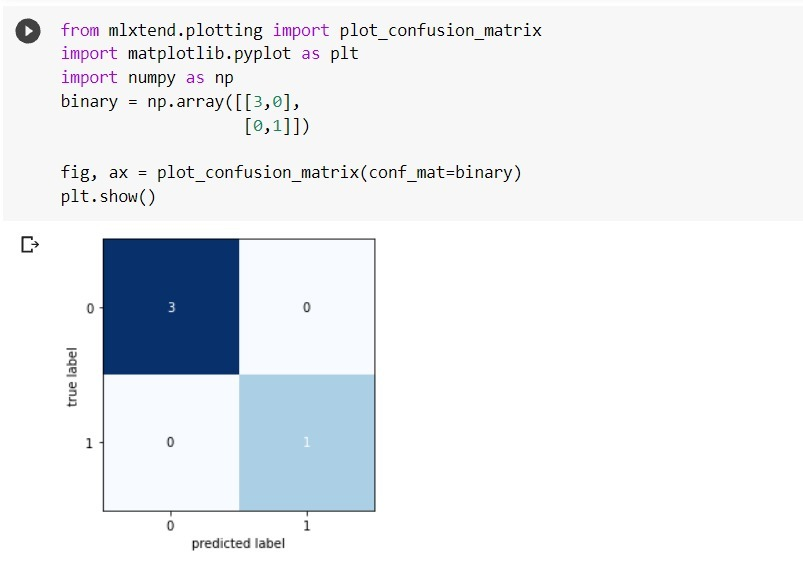 from mlxtend.plotting import plot_confusion_matrix
import matplotlib.pyplot as plt
import numpy as np
binary = np.array([[3,0],
[0,1]])
fig, ax = plot_confusion_matrix(conf_mat=binary)
plt.show()
0
3
0
true label
1
0
1
0
1
predicted label